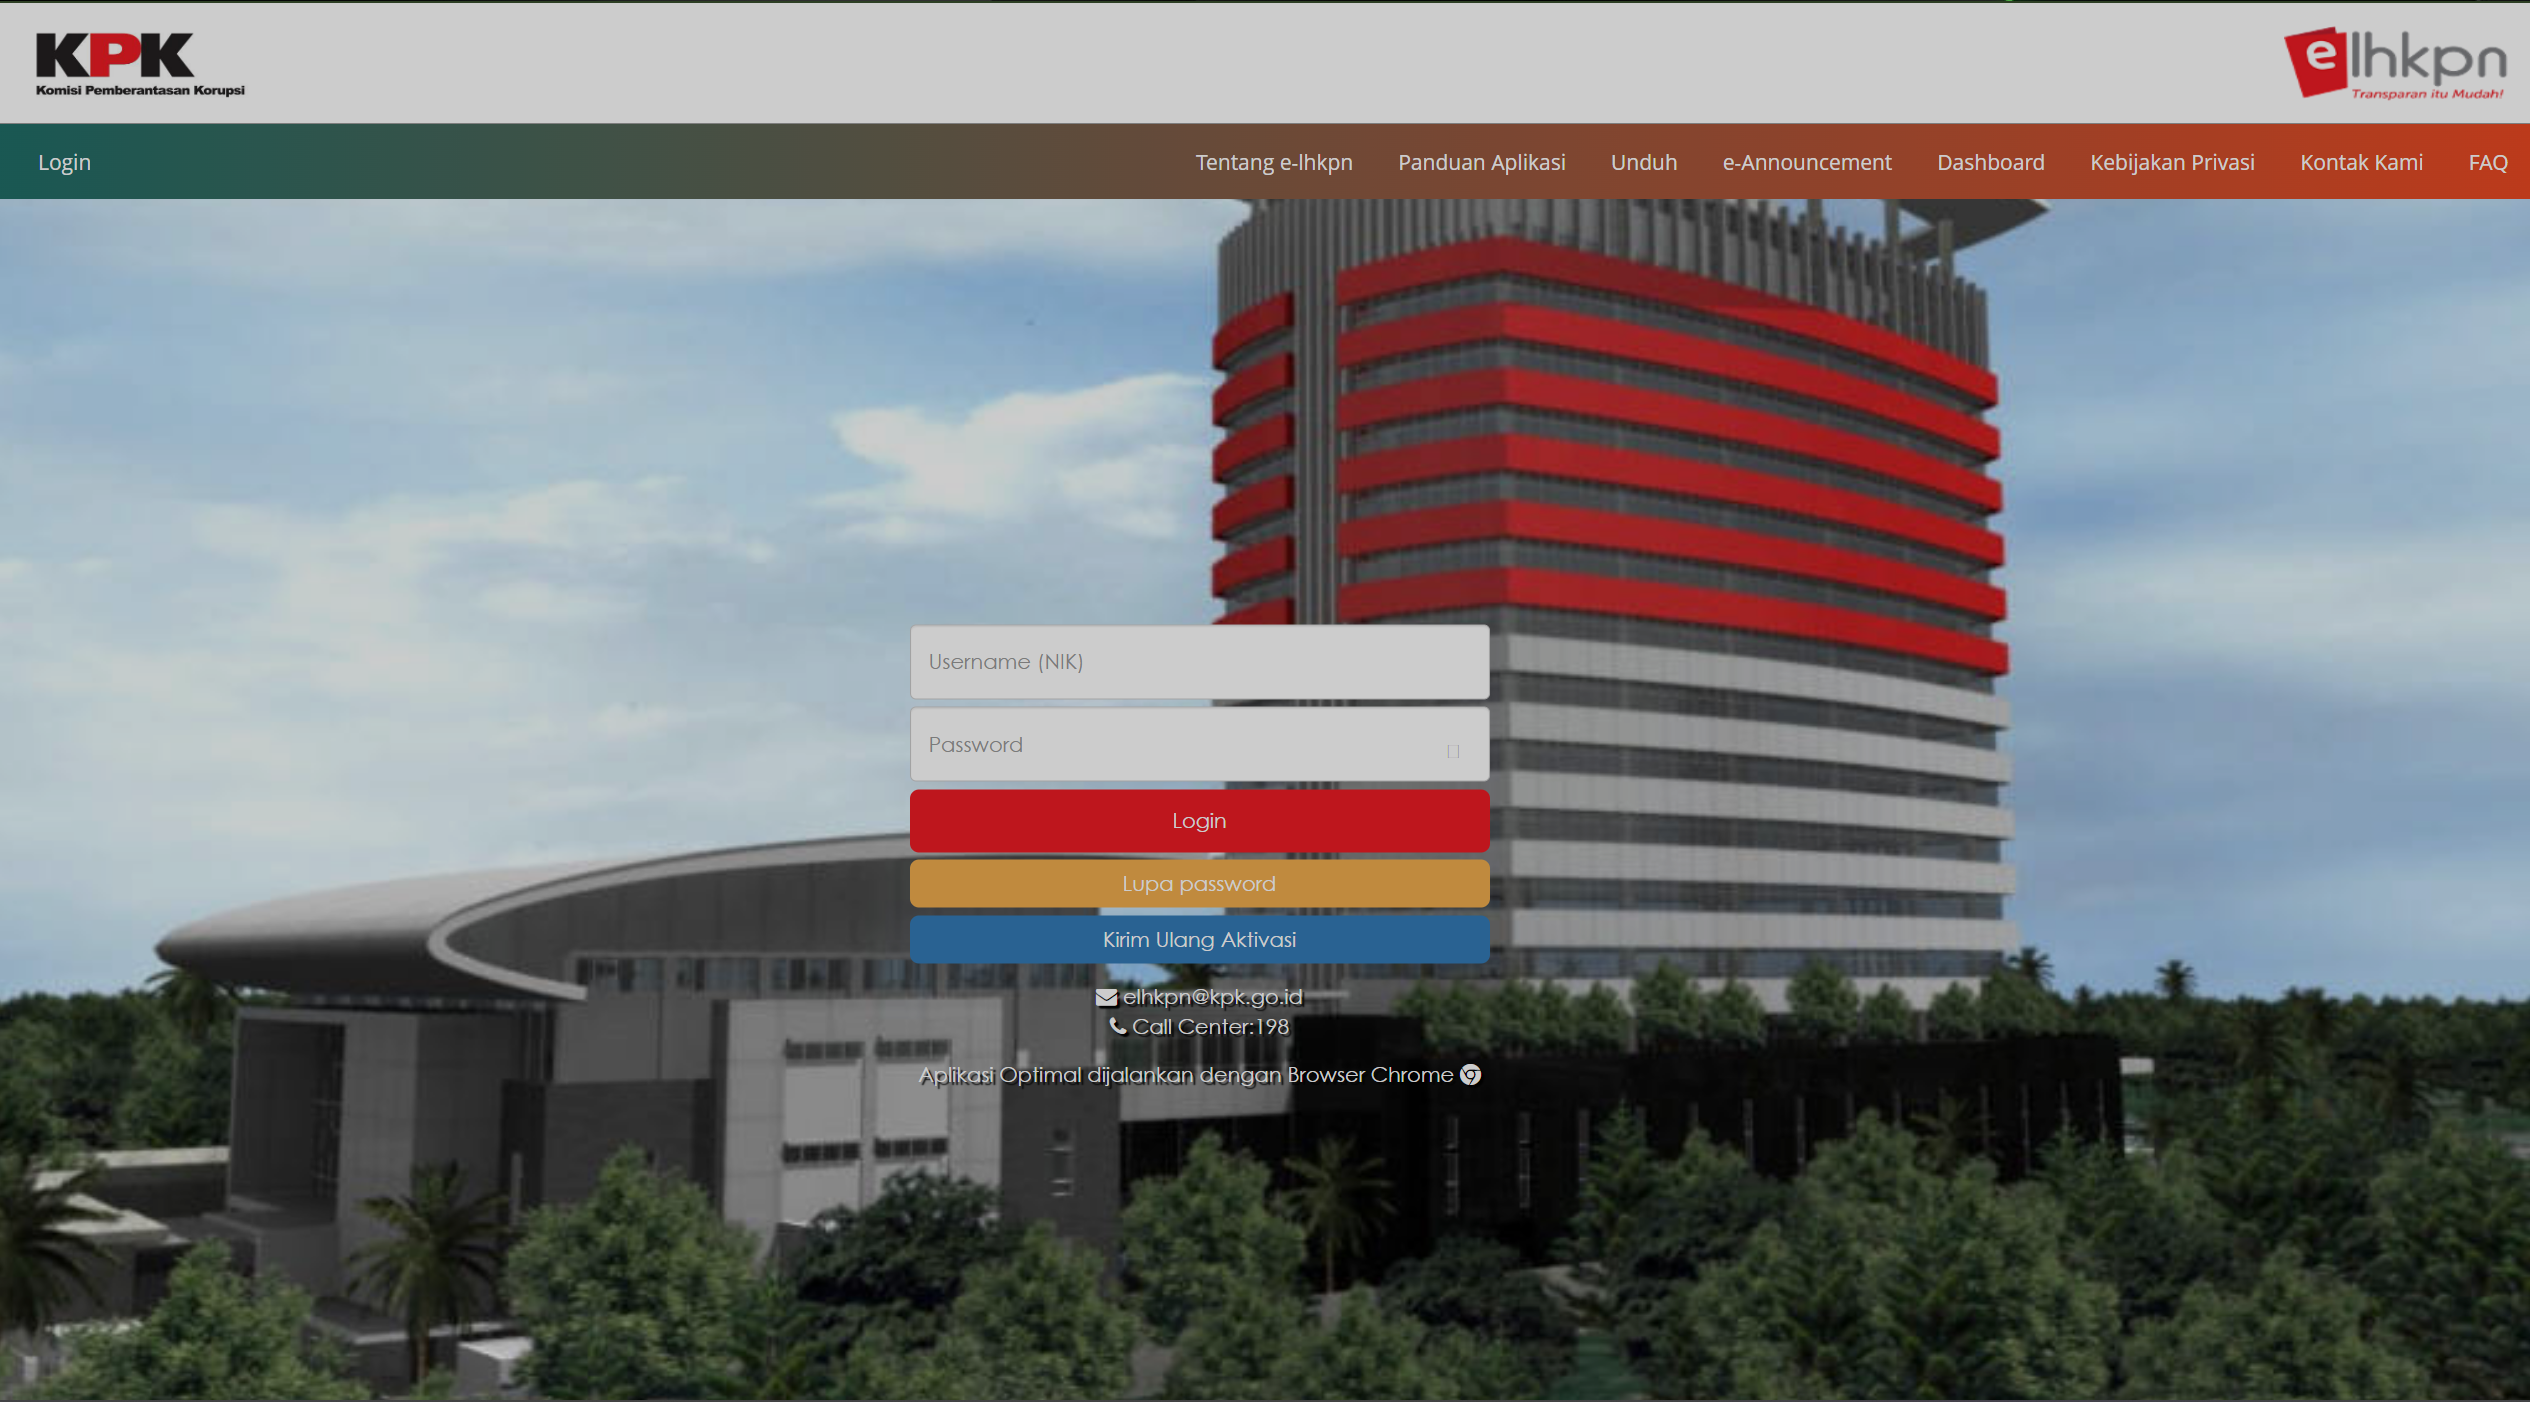 KPK
Komisi Pemberantasan Korupsi
elhkpn
Transparan itu Mudah!
Login
Tentang e-lhkpn
Panduan Aplikasi
Unduh
e-Announcement
Dashboard
Kebijakan Privasi
Kontak Kami
FAQ
Username (NIK)
Password
Login
Lupa password
Kirim Ulang Aktivasi
elhkpn@kpk.go.id
Call Center:198
Aplikasi Optimal dijalankan dengan Browser Chrome